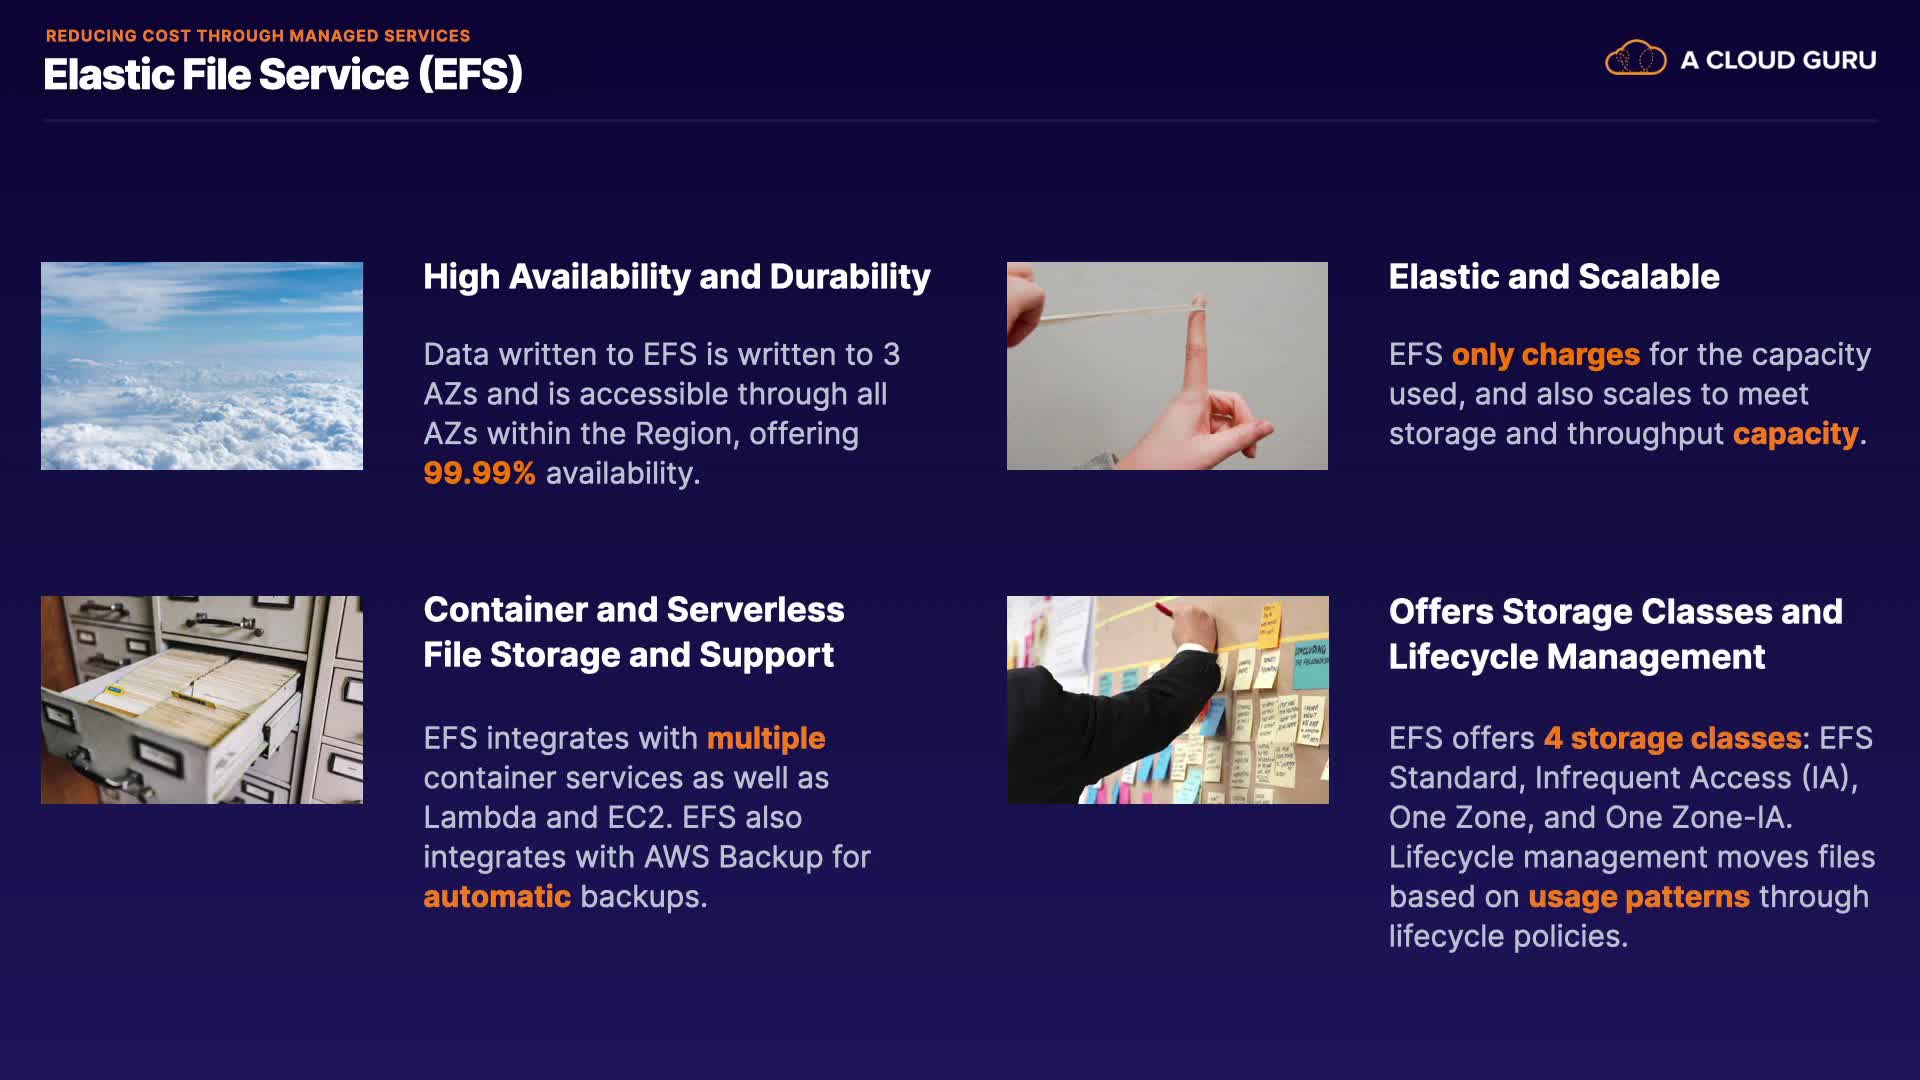 REDUCING COST THROUGH MANAGED SERVICES
Elastic File Service (EFS)
A CLOUD GURU
High Availability and Durability
Data written to EFS is written to 3
AZs and is accessible through all
AZs within the Region, offering
99.99% availability.
Elastic and Scalable
EFS only charges for the capacity
used, and also scales to meet
storage and throughput capacity.
Container and Serverless
File Storage and Support
EFS integrates with multiple
container services as well as
Lambda and EC2. EFS also
integrates with AWS Backup for
automatic backups.
Offers Storage Classes and
Lifecycle Management
EFS offers 4 storage classes: EFS
Standard, Infrequent Access (IA),
One Zone, and One Zone-IA.
Lifecycle management moves files
based on usage patterns through
lifecycle policies.